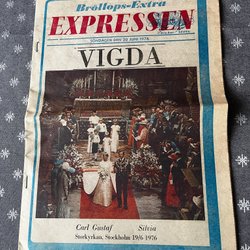 Bröllops-Extra
EXPRESSEN
SÖNDAGEN DEN 20 JUNI 1976
VIGDA
Carl Gustaf Silvia
Storkyrkan, Stockholm 19/6 1976